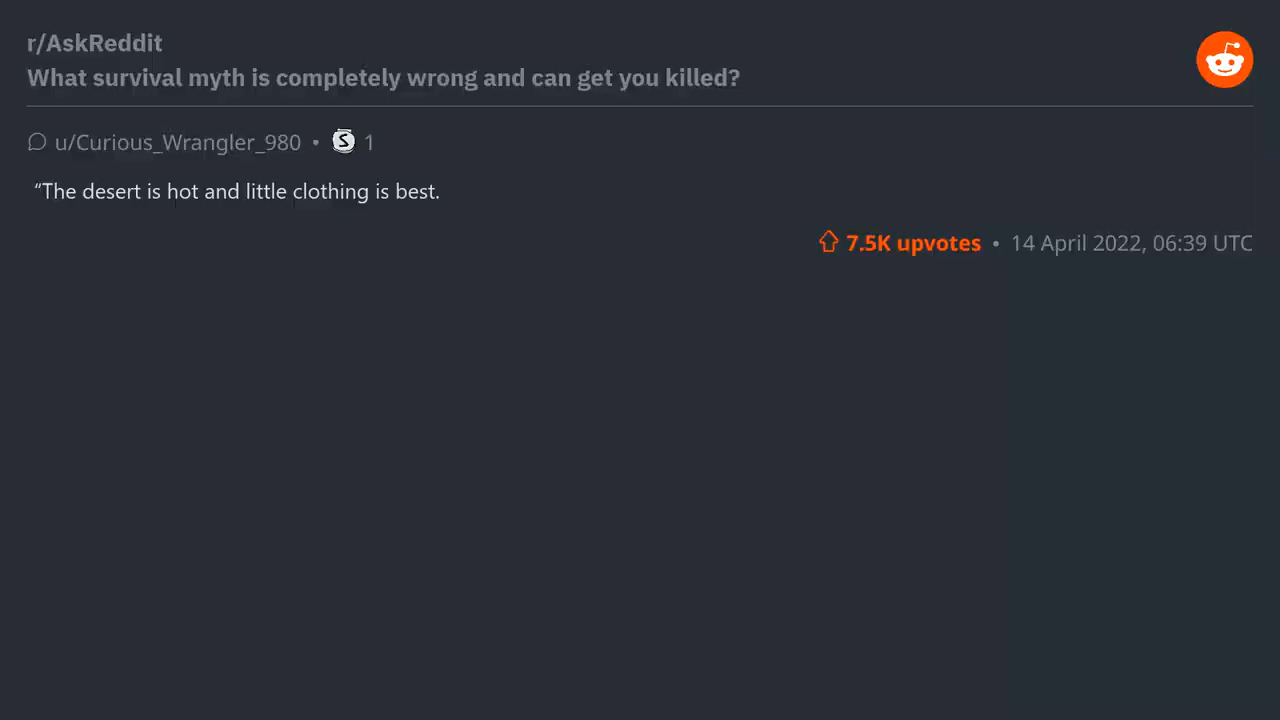 r/AskReddit
What survival myth is completely wrong and can get you killed?
u/Curious_Wrangler_980 • S 1
“The desert is hot and little clothing is best.
7.5K upvotes • 14 April 2022, 06:39 UTC